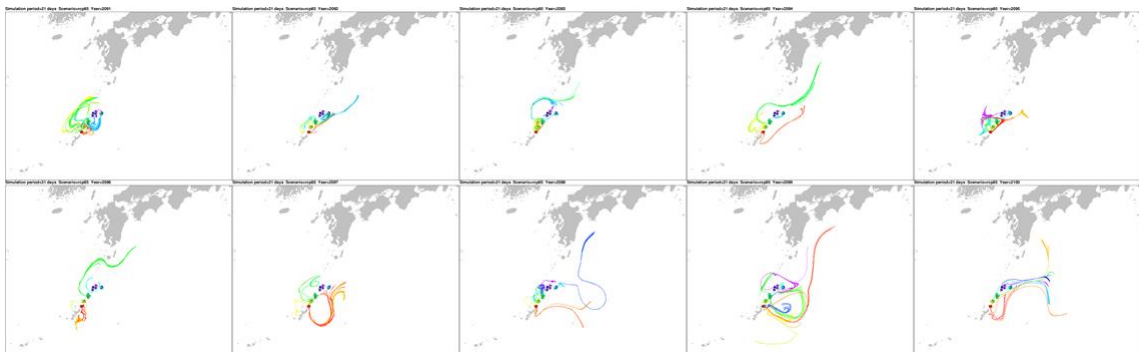 Simulation period=21 days Scenario=rcp85 Year=2091
Simulation period=21 days Scenario=rcp85 Year=2092
Simulation period=21 days Scenario=rcp85 Year=2093
Simulation period=21 days Scenario=rcp85 Year=2094
Simulation period=21 days Scenario=rcp85 Year=2095
Simulation period=21 days Scenario=rcp85 Year=2096
Simulation period=21 days Scenario=rcp85 Year=2097
Simulation period=21 days Scenario=rcp85 Year=2098
Simulation period=21 days Scenario=rcp85 Year=2099
Simulation period=21 days Scenario=rcp85 Year=2100